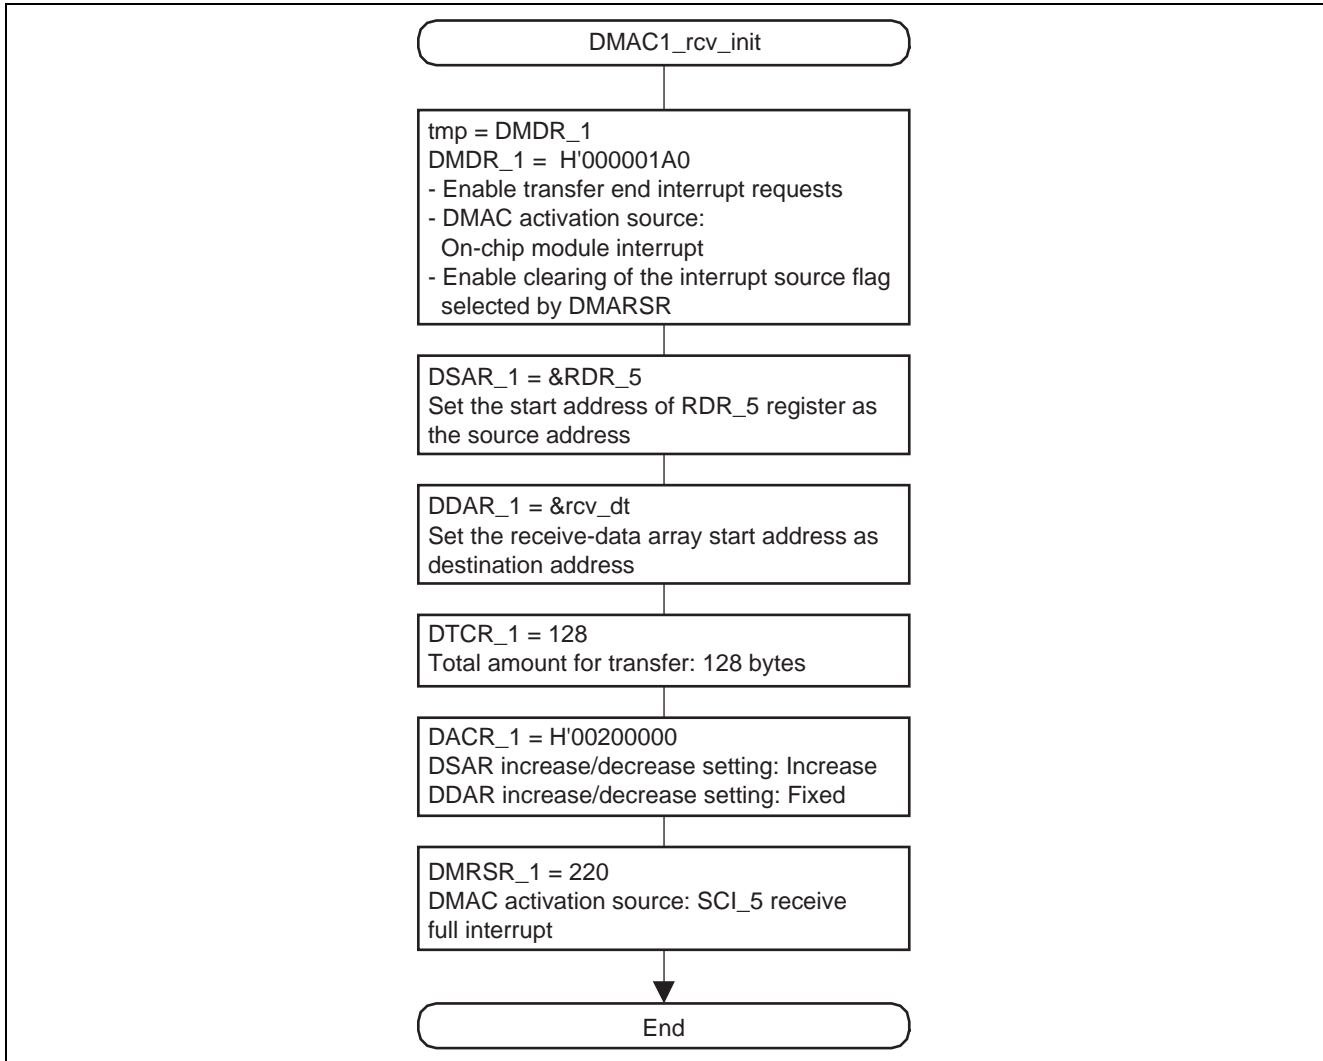 DMAC1_rcv_init
tmp = DMDR_1
DMDR_1 =  H'000001A0
- Enable transfer end interrupt requests
- DMAC activation source:
On-chip module interrupt
- Enable clearing of the interrupt source flag
selected by DMARSR
DSAR_1 = &RDR_5
Set the start address of RDR_5 register as
the source address
DDAR_1 = &rcv_dt
Set the receive-data array start address as
destination address
DTCR_1 = 128
Total amount for transfer: 128 bytes
DACR_1 = H'00200000
DSAR increase/decrease setting: Increase
DDAR increase/decrease setting: Fixed
DMRSR_1 = 220
DMAC activation source: SCI_5 receive
full interrupt
End